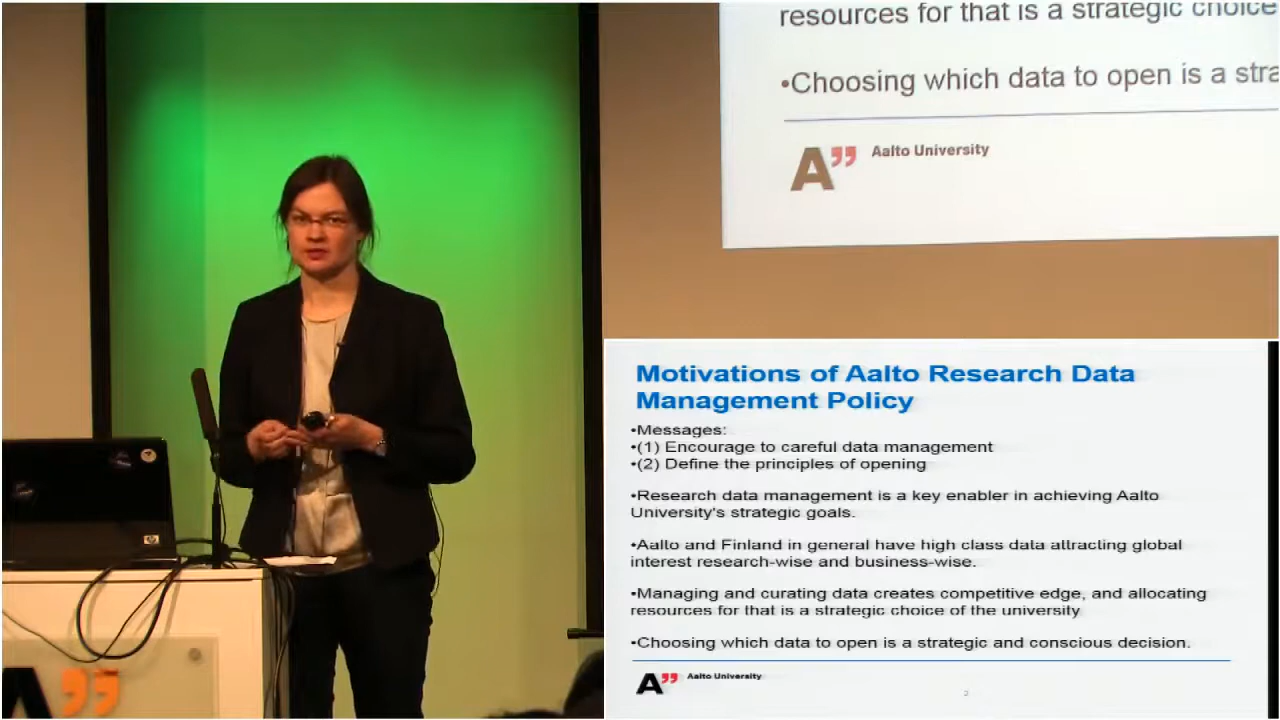 resources for that is a strategic choice
•Choosing which data to open is a stra
A”
Aalto University
Motivations of Aalto Research Data
Management Policy
•Messages:
•(1) Encourage to careful data management
•(2) Define the principles of opening
•Research data management is a key enabler in achieving Aalto
University's strategic goals.
•Aalto and Finland in general have high class data attracting global
interest research-wise and business-wise.
•Managing and curating data creates competitive edge, and allocating
resources for that is a strategic choice of the university
•Choosing which data to open is a strategic and conscious decision.
A”
Aalto University
hp
A”